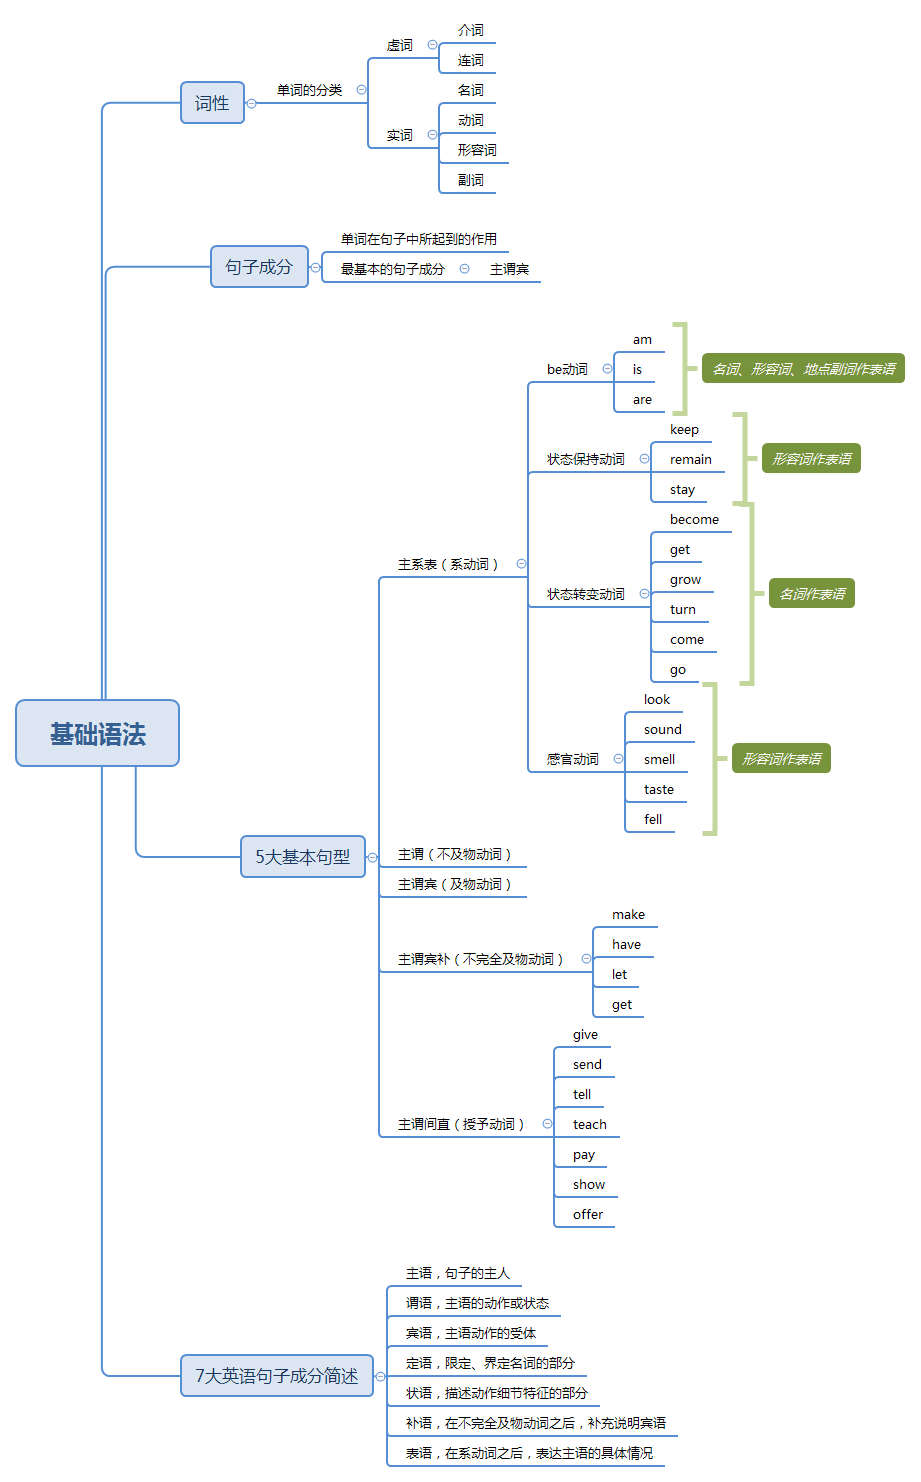 基础语法
词性
单词的分类
虚词
介词
连词
实词
名词
动词
形容词
副词
句子成分
单词在句子中所起到的作用
最基本的句子成分
主谓宾
5大基本句型
主系表（系动词）
be动词
am
is
are
名词、形容词、地点副词作表语
状态保持动词
keep
remain
stay
形容词作表语
状态转变动词
become
get
grow
turn
come
go
名词作表语
感官动词
look
sound
smell
taste
fell
形容词作表语
主谓（不及物动词）
主谓宾（及物动词）
主谓宾补（不完全及物动词）
make
have
let
get
主谓间直（授予动词）
give
send
tell
teach
pay
show
offer
7大英语句子成分简述
主语，句子的主人
谓语，主语的动作或状态
宾语，主语动作的受体
定语，限定、界定名词的部分
状语，描述动作细节特征的部分
补语，在不完全及物动词之后，补充说明宾语
表语，在系动词之后，表达主语的具体情况